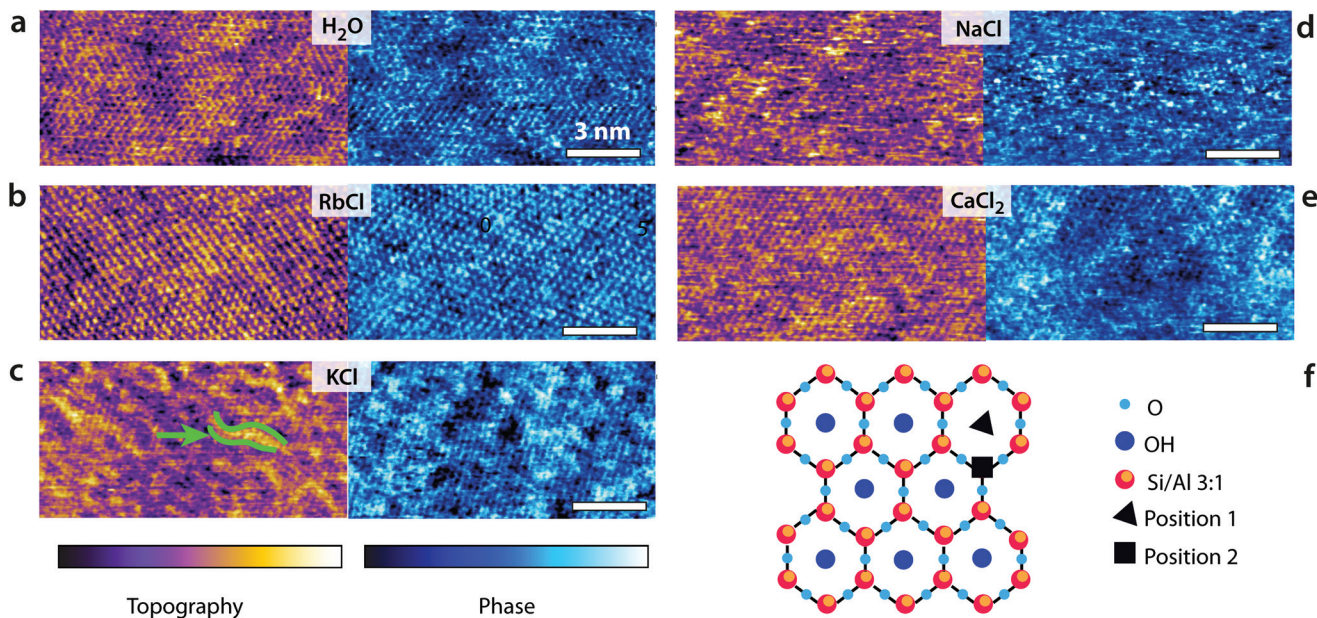 a
H₂O
3 nm
b
RbCl
0
5
c
KCl
Topography
Phase
NaCl
d
CaCl₂
e
f
O
OH
Si/Al 3:1
Position 1
Position 2